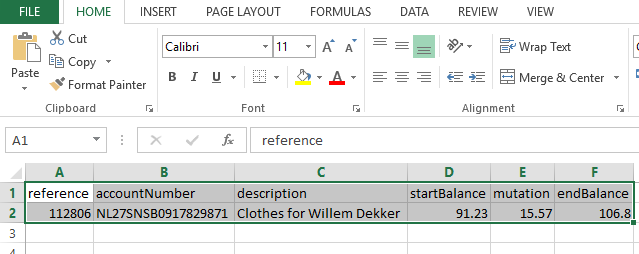 FILE HOME INSERT PAGE LAYOUT FORMULAS DATA REVIEW VIEW
Paste
Cut
Copy
Format Painter
Clipboard
Calibri 11 A A
B I U A
Font
Wrap Text
Merge & Center
Alignment
A1 fx reference
A B C D E F
1 reference accountNumber description startBalance mutation endBalance
2 112806 NL27SNSB0917829871 Clothes for Willem Dekker 91.23 15.57 106.8
3